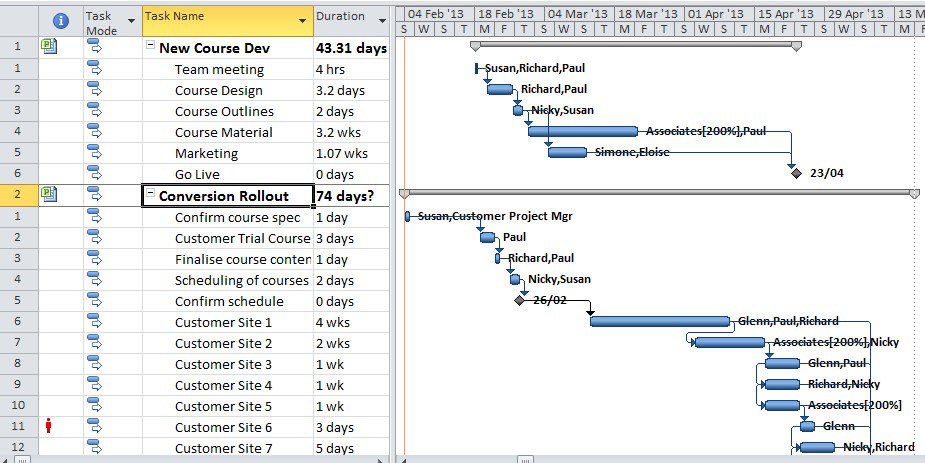 Task Mode Task Name Duration 04 Feb '13 18 Feb '13 04 Mar '13 18 Mar '13 01 Apr '13 15 Apr '13 29 Apr '13 13 M
S W S T M F T S W S T M F T S W S T M F T S W S T M
1 New Course Dev 43.31 days
1 Team meeting 4 hrs Susan,Richard,Paul
2 Course Design 3.2 days Richard,Paul
3 Course Outlines 2 days Nicky,Susan
4 Course Material 3.2 wks Associates[200%],Paul
5 Marketing 1.07 wks Simone,Eloise
6 Go Live 0 days 23/04
2 Conversion Rollout 74 days?
1 Confirm course spec 1 day Susan,Customer Project Mgr
2 Customer Trial Course 3 days Paul
3 Finalise course conten 1 day Richard,Paul
4 Scheduling of courses 2 days Nicky,Susan
5 Confirm schedule 0 days 26/02
6 Customer Site 1 4 wks Glenn,Paul,Richard
7 Customer Site 2 2 wks Associates[200%],Nicky
8 Customer Site 3 1 wk Glenn,Paul
9 Customer Site 4 1 wk Richard,Nicky
10 Customer Site 5 1 wk Associates[200%]
11 Customer Site 6 3 days Glenn
12 Customer Site 7 5 days Nicky,Richard